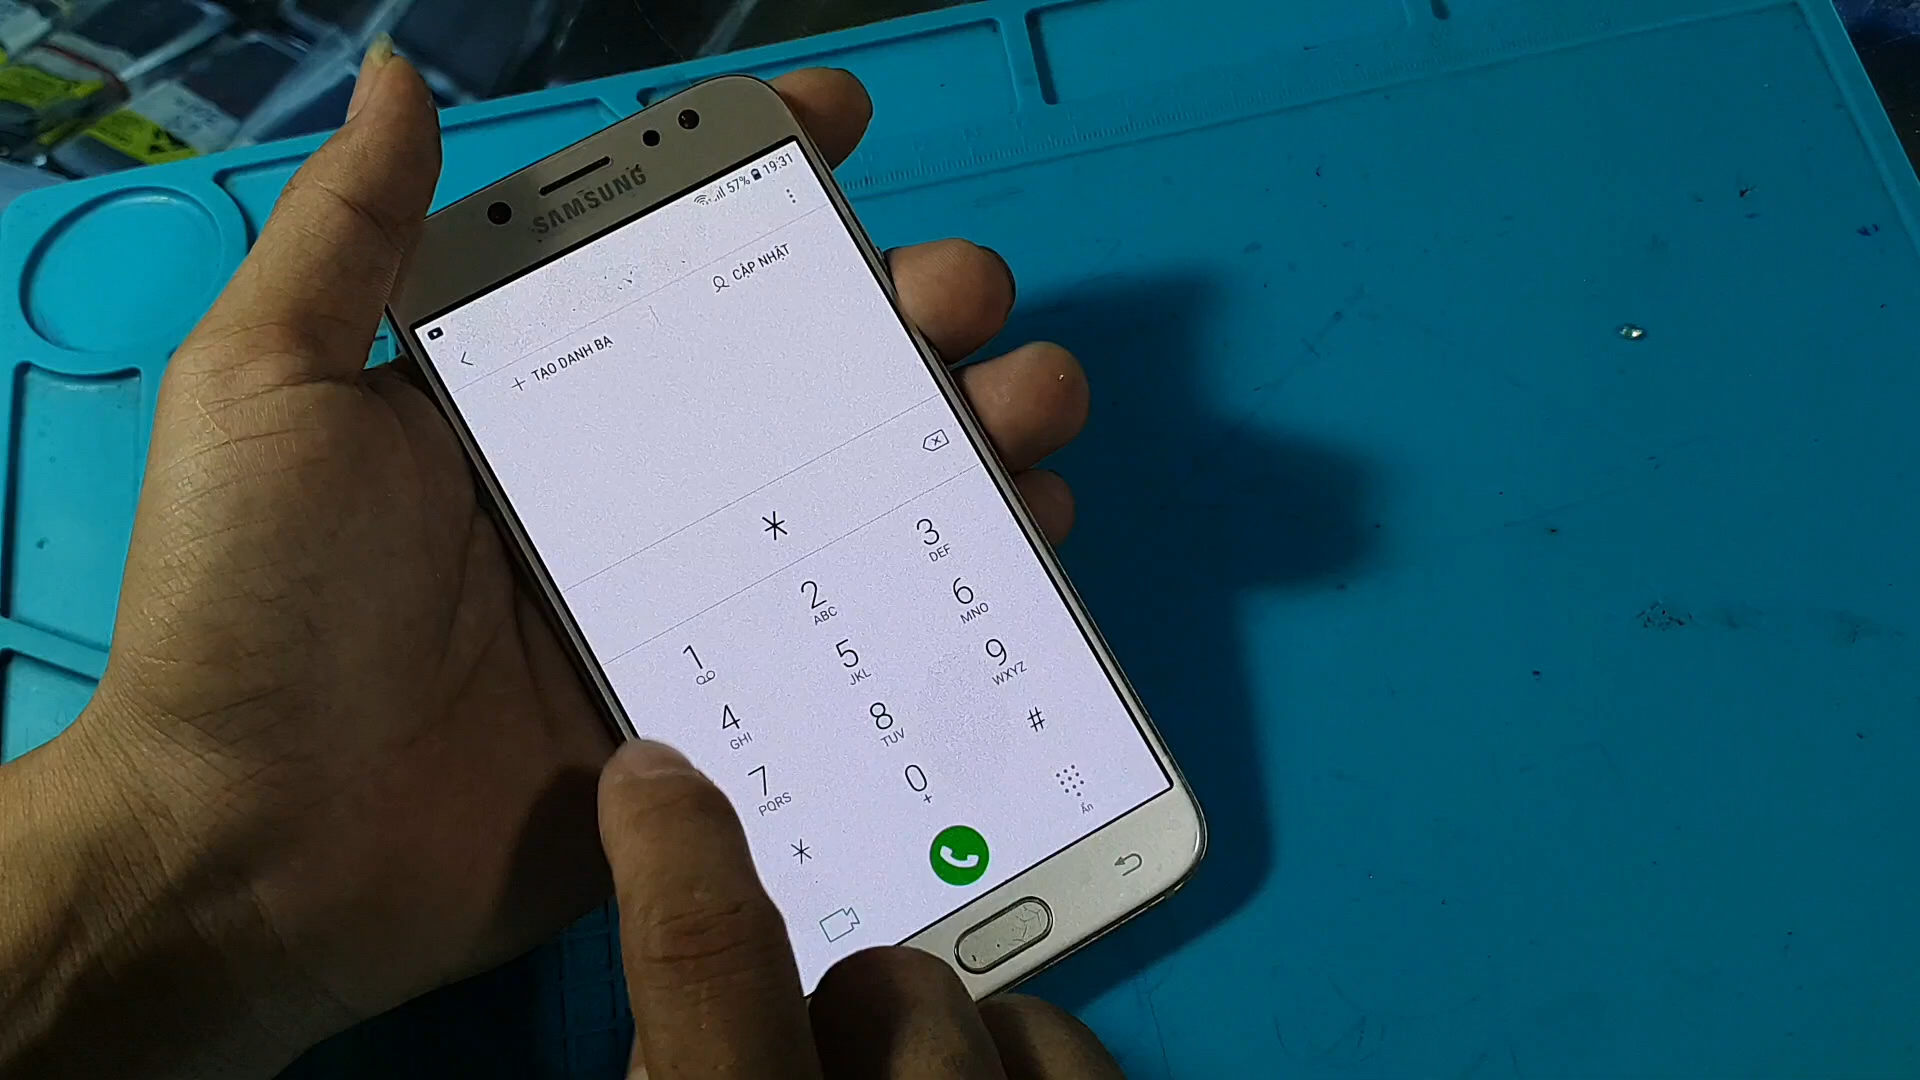 SAMSUNG
57% 19:31
+ TẠO DANH BẠ
CẬP NHẬT
*
1
2 ABC
3 DEF
4 GHI
5 JKL
6 MNO
7 PQRS
8 TUV
9 WXYZ
*
0 +
#
Ẩn